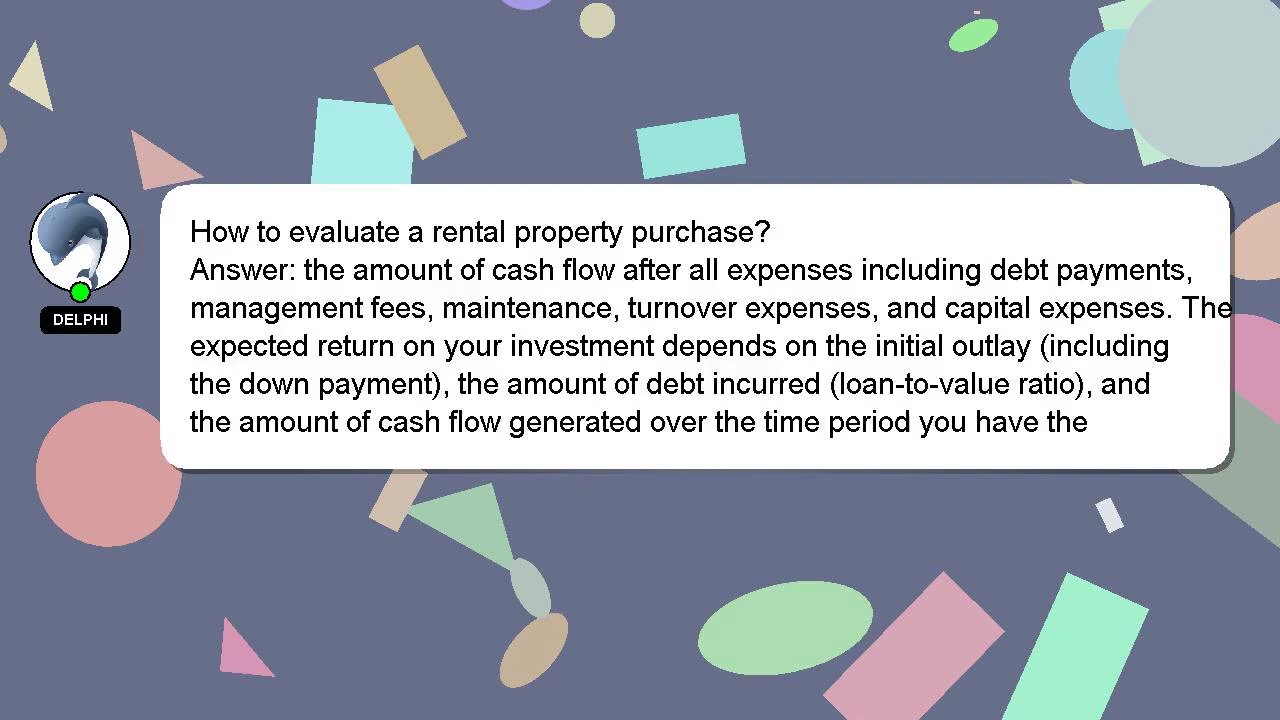 How to evaluate a rental property purchase?
Answer: the amount of cash flow after all expenses including debt payments,
management fees, maintenance, turnover expenses, and capital expenses. The
expected return on your investment depends on the initial outlay (including
the down payment), the amount of debt incurred (loan-to-value ratio), and
the amount of cash flow generated over the time period you have the
DELPHI